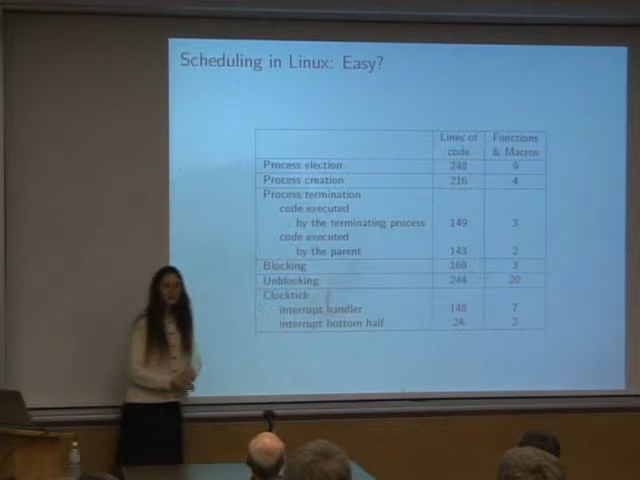 Scheduling in Linux: Easy?
Lines of code Functions & Macros
Process election 248
Process creation 216 4
Process termination
code executed
by the terminating process 149 3
code executed
by the parent 143 2
Blocking 168 3
Unblocking 244 20
Clocktick
interrupt handler 148 7
interrupt bottom half 24 2